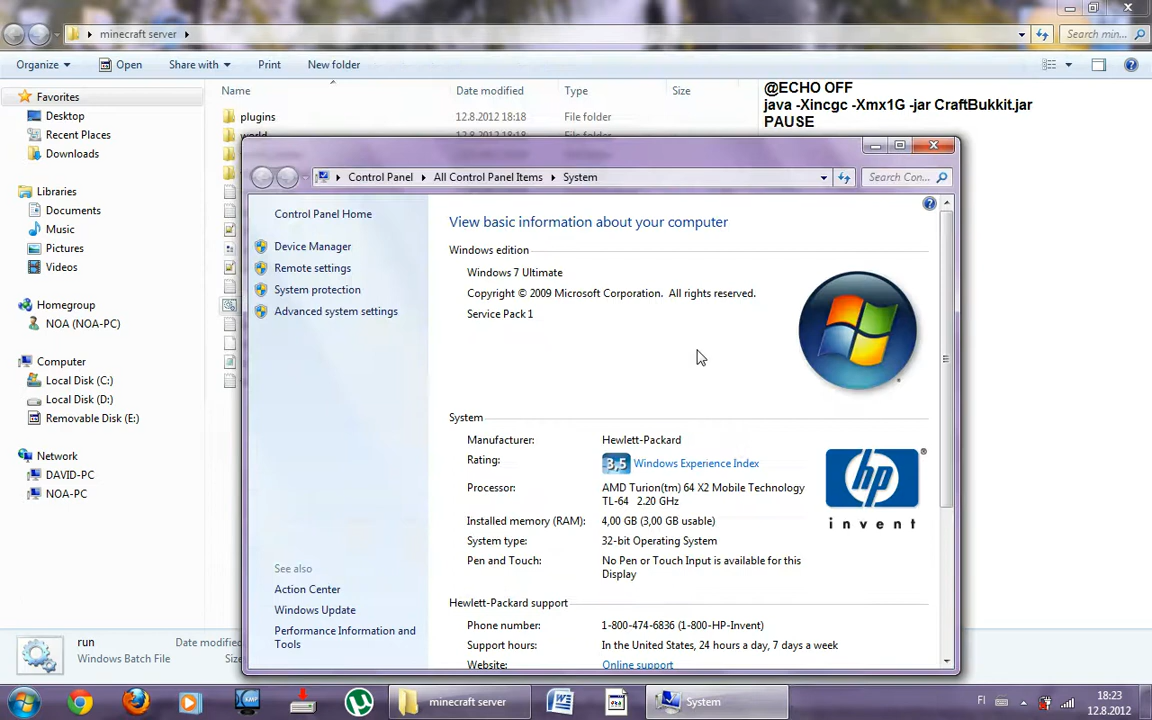 minecraft server
Search min...
Organize
Open
Share with
Print
New folder
Name
Date modified
Type
Size
@ECHO OFF
java -Xincgc -Xmx1G -jar CraftBukkit.jar
PAUSE
Favorites
Desktop
Recent Places
Downloads
Libraries
Documents
Music
Pictures
Videos
Homegroup
NOA (NOA-PC)
Computer
Local Disk (C:)
Local Disk (D:)
Removable Disk (E:)
Network
DAVID-PC
NOA-PC
plugins
12.8.2012 18:18
File folder
world
Control Panel
All Control Panel Items
System
Search Con...
Control Panel Home
Device Manager
Remote settings
System protection
Advanced system settings
See also
Action Center
Windows Update
Performance Information and
Tools
View basic information about your computer
Windows edition
Windows 7 Ultimate
Copyright © 2009 Microsoft Corporation. All rights reserved.
Service Pack 1
System
Manufacturer:
Hewlett-Packard
Rating:
3,5 Windows Experience Index
Processor:
AMD Turion(tm) 64 X2 Mobile Technology
TL-64 2.20 GHz
Installed memory (RAM):
4,00 GB (3,00 GB usable)
System type:
32-bit Operating System
Pen and Touch:
No Pen or Touch Input is available for this
Display
hp
invent
Hewlett-Packard support
Phone number:
1-800-474-6836 (1-800-HP-Invent)
Support hours:
In the United States, 24 hours a day, 7 days a week
Website:
Online support
run
Windows Batch File
Date modified
minecraft server
System
FI
18:23
12.8.2012